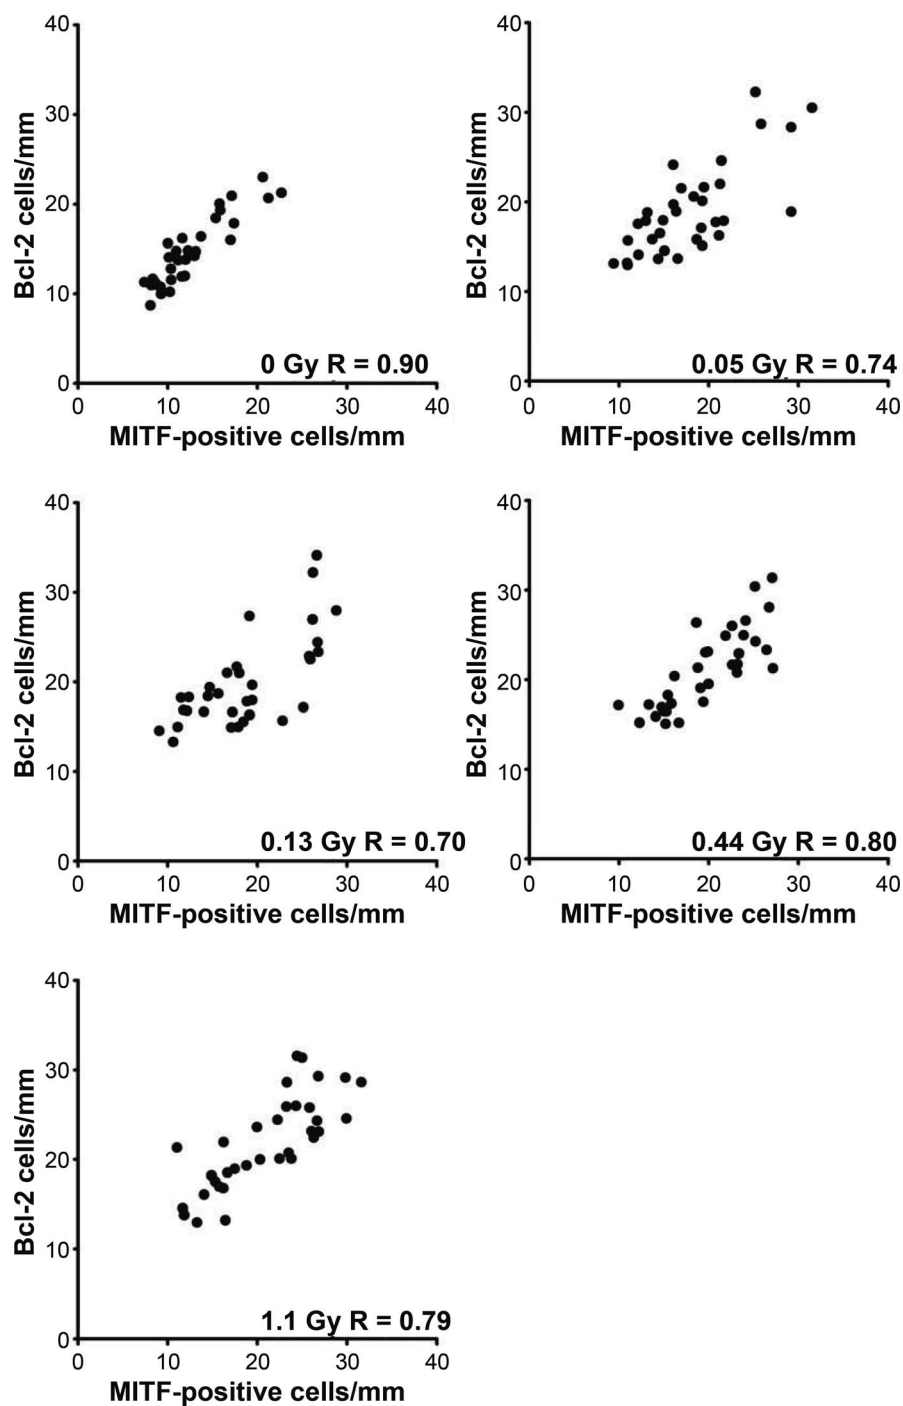 40
30
20
10
0
Bcl-2 cells/mm
0 Gy R = 0.90
0 10 20 30 40
MITF-positive cells/mm
40
30
20
10
0
Bcl-2 cells/mm
0.05 Gy R = 0.74
0 10 20 30 40
MITF-positive cells/mm
40
30
20
10
0
Bcl-2 cells/mm
0.13 Gy R = 0.70
0 10 20 30 40
MITF-positive cells/mm
40
30
20
10
0
Bcl-2 cells/mm
0.44 Gy R = 0.80
0 10 20 30 40
MITF-positive cells/mm
40
30
20
10
0
Bcl-2 cells/mm
1.1 Gy R = 0.79
0 10 20 30 40
MITF-positive cells/mm